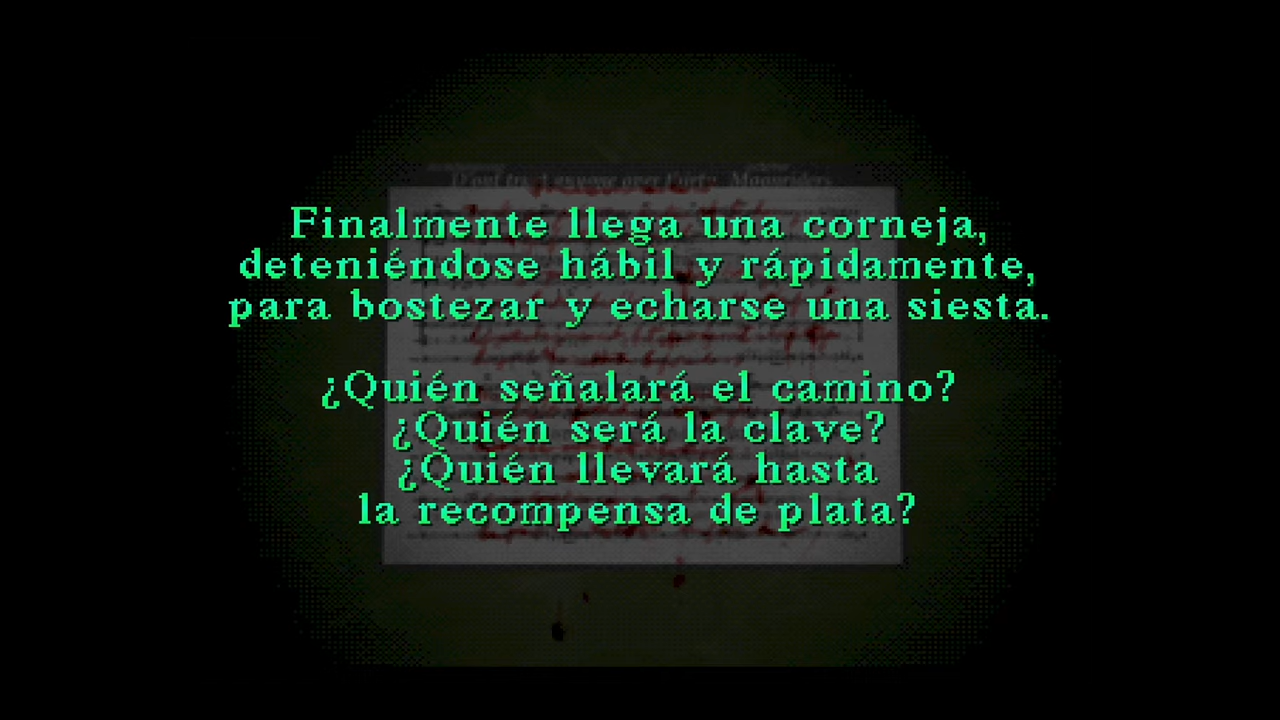 Finalmente llega una corneja,
deteniéndose hábil y rápidamente,
para bostezar y echarse una siesta.
¿Quién señalará el camino?
¿Quién será la clave?
¿Quién llevará hasta
la recompensa de plata?